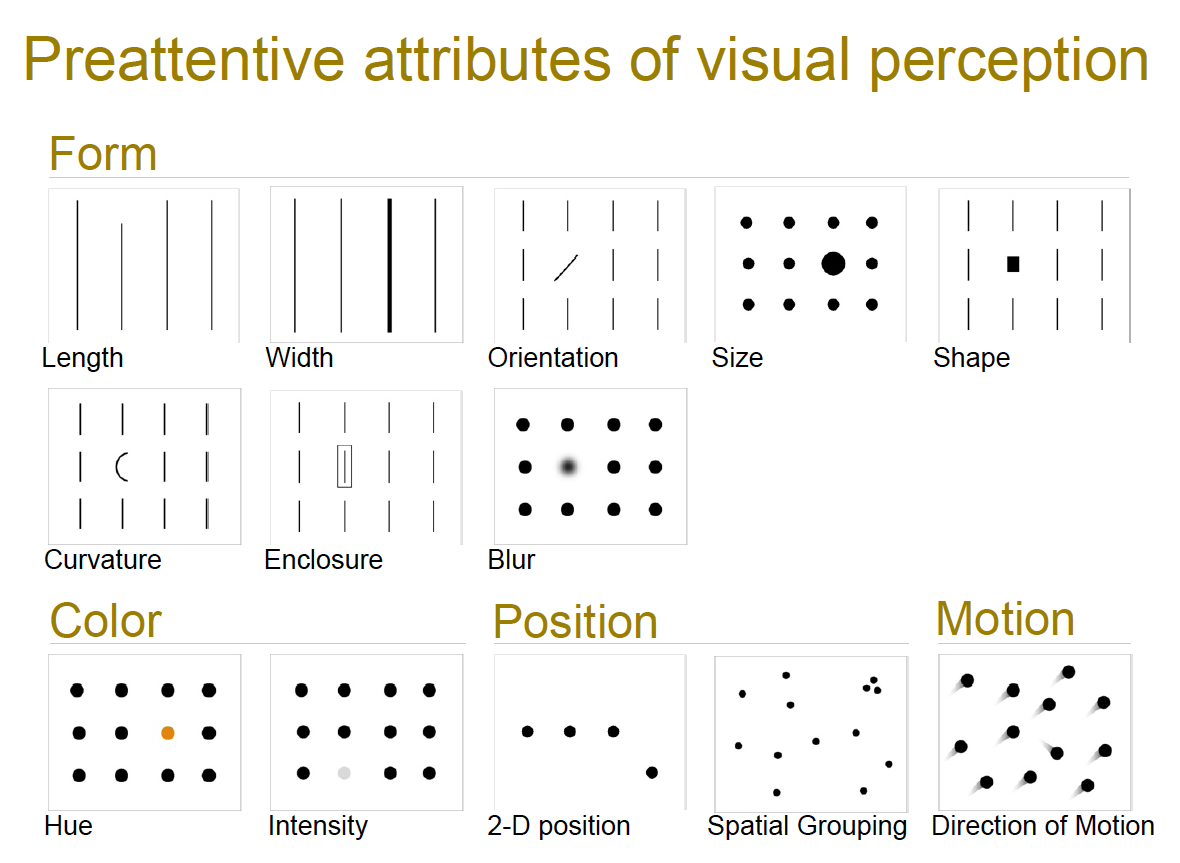 Preattentive attributes of visual perception
Form
Length
Width
Orientation
Size
Shape
Curvature
Enclosure
Blur
Color
Position
Motion
Hue
Intensity
2-D position
Spatial Grouping
Direction of Motion